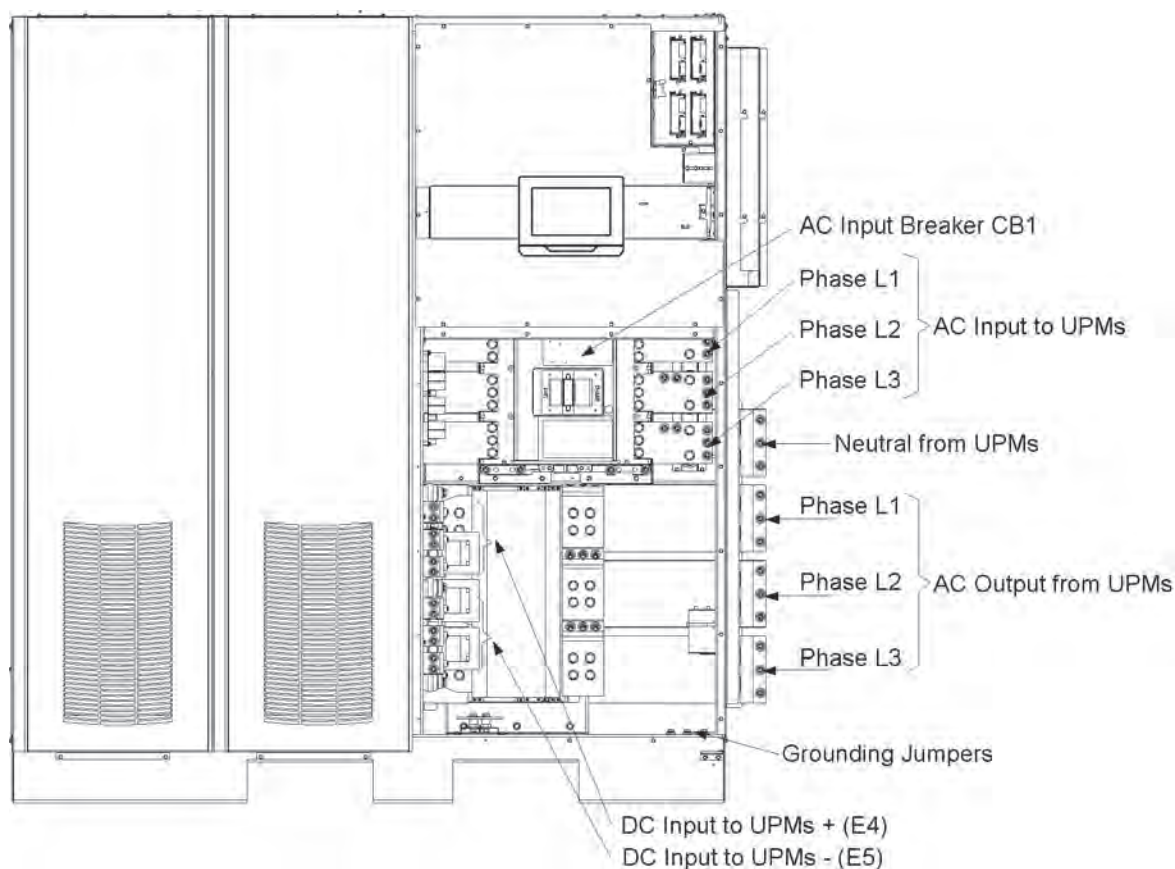 AC Input Breaker CB1
Phase L1
Phase L2
AC Input to UPMs
Phase L3
Neutral from UPMs
Phase L1
Phase L2
AC Output from UPMs
Phase L3
Grounding Jumpers
DC Input to UPMs + (E4)
DC Input to UPMs - (E5)